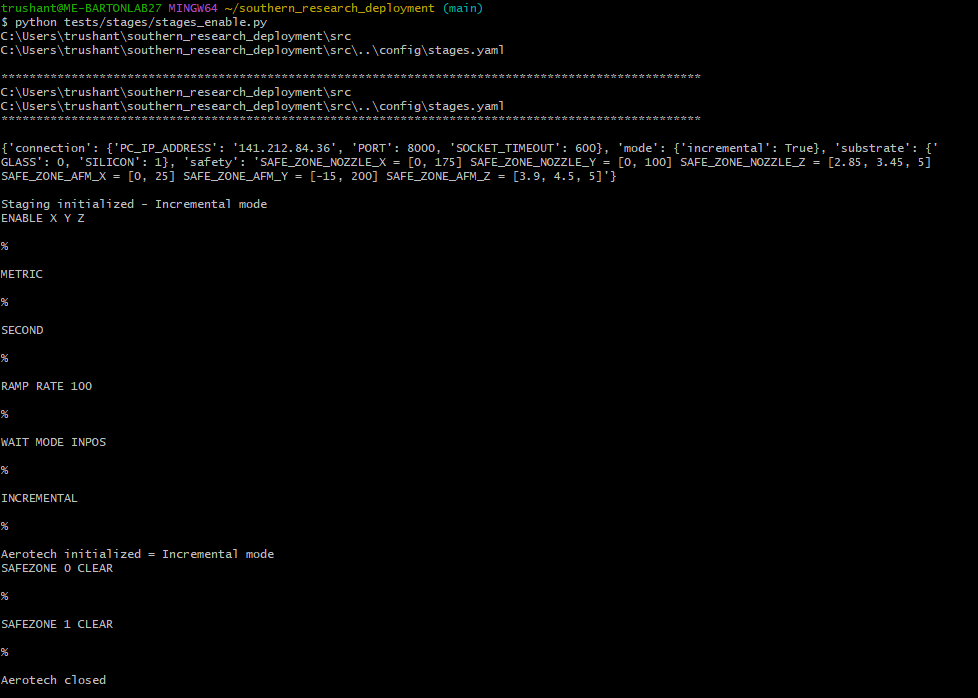 trushant@ME-BARTONLAB27 MINGW64 ~/southern_research_deployment (main)
$ python tests/stages/stages_enable.py
C:\Users\trushant\southern_research_deployment\src
C:\Users\trushant\southern_research_deployment\src\..\config\stages.yaml
****************************************************************************************************
C:\Users\trushant\southern_research_deployment\src
C:\Users\trushant\southern_research_deployment\src\..\config\stages.yaml
****************************************************************************************************
{'connection': {'PC_IP_ADDRESS': '141.212.84.36', 'PORT': 8000, 'SOCKET_TIMEOUT': 600}, 'mode': {'incremental': True}, 'substrate': {'
GLASS': 0, 'SILICON': 1}, 'safety': 'SAFE_ZONE_NOZZLE_X = [0, 175] SAFE_ZONE_NOZZLE_Y = [0, 100] SAFE_ZONE_NOZZLE_Z = [2.85, 3.45, 5]
SAFE_ZONE_AFM_X = [0, 25] SAFE_ZONE_AFM_Y = [-15, 200] SAFE_ZONE_AFM_Z = [3.9, 4.5, 5]'}
Staging initialized - Incremental mode
ENABLE X Y Z
%
METRIC
%
SECOND
%
RAMP RATE 100
%
WAIT MODE INPOS
%
INCREMENTAL
%
Aerotech initialized = Incremental mode
SAFEZONE 0 CLEAR
%
SAFEZONE 1 CLEAR
%
Aerotech closed